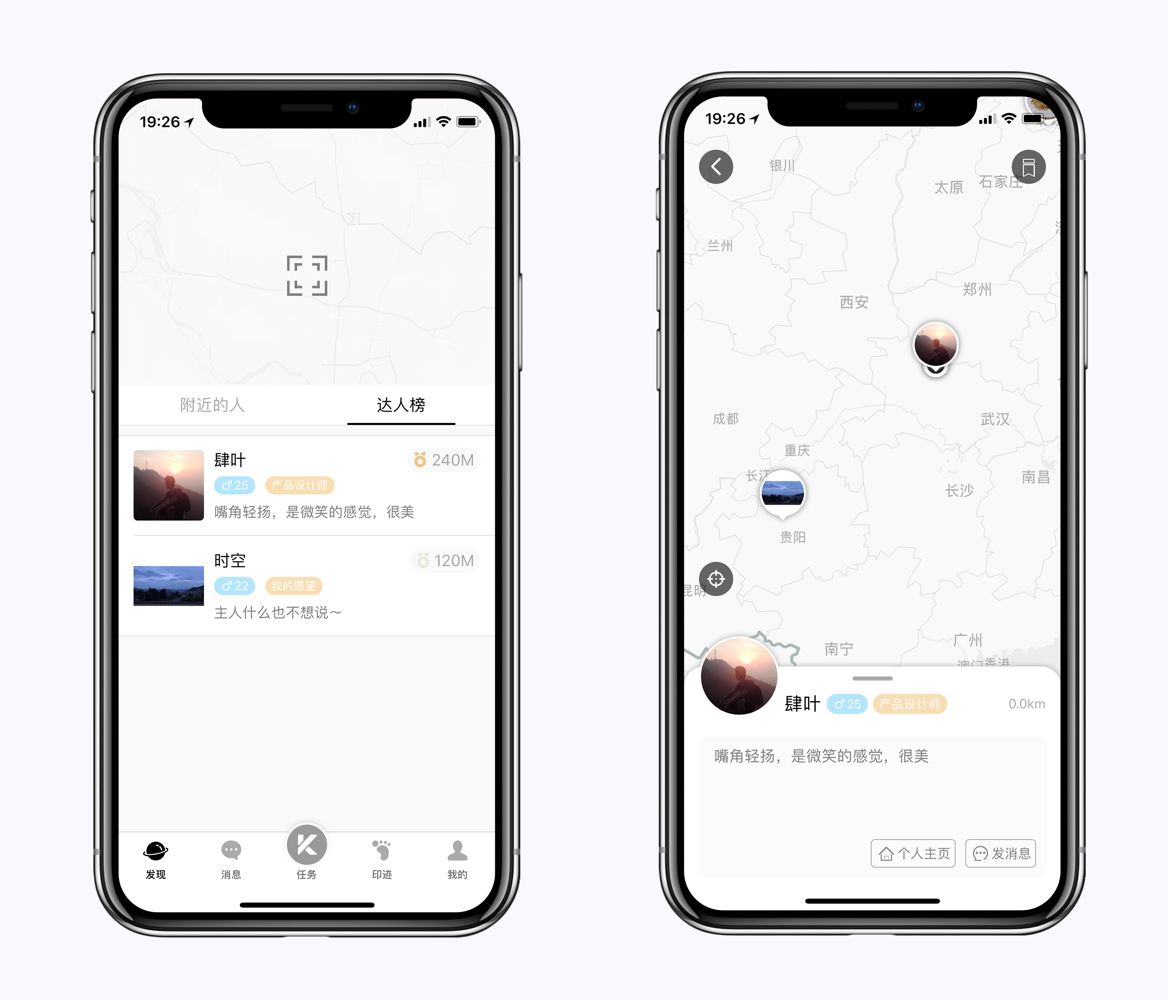 19:26
附近的人
达人榜
肆叶
240M
♂25
产品设计师
嘴角轻扬，是微笑的感觉，很美
时空
120M
♂22
我的愿望
主人什么也不想说～
发现
消息
任务
印迹
我的
19:26
银川
太原
石家庄
兰州
西安
郑州
成都
武汉
重庆
长江
南昌
长沙
贵阳
昆明
南宁
广州
澳门
香港
肆叶
♂25
产品设计师
0.0km
嘴角轻扬，是微笑的感觉，很美
个人主页
发消息